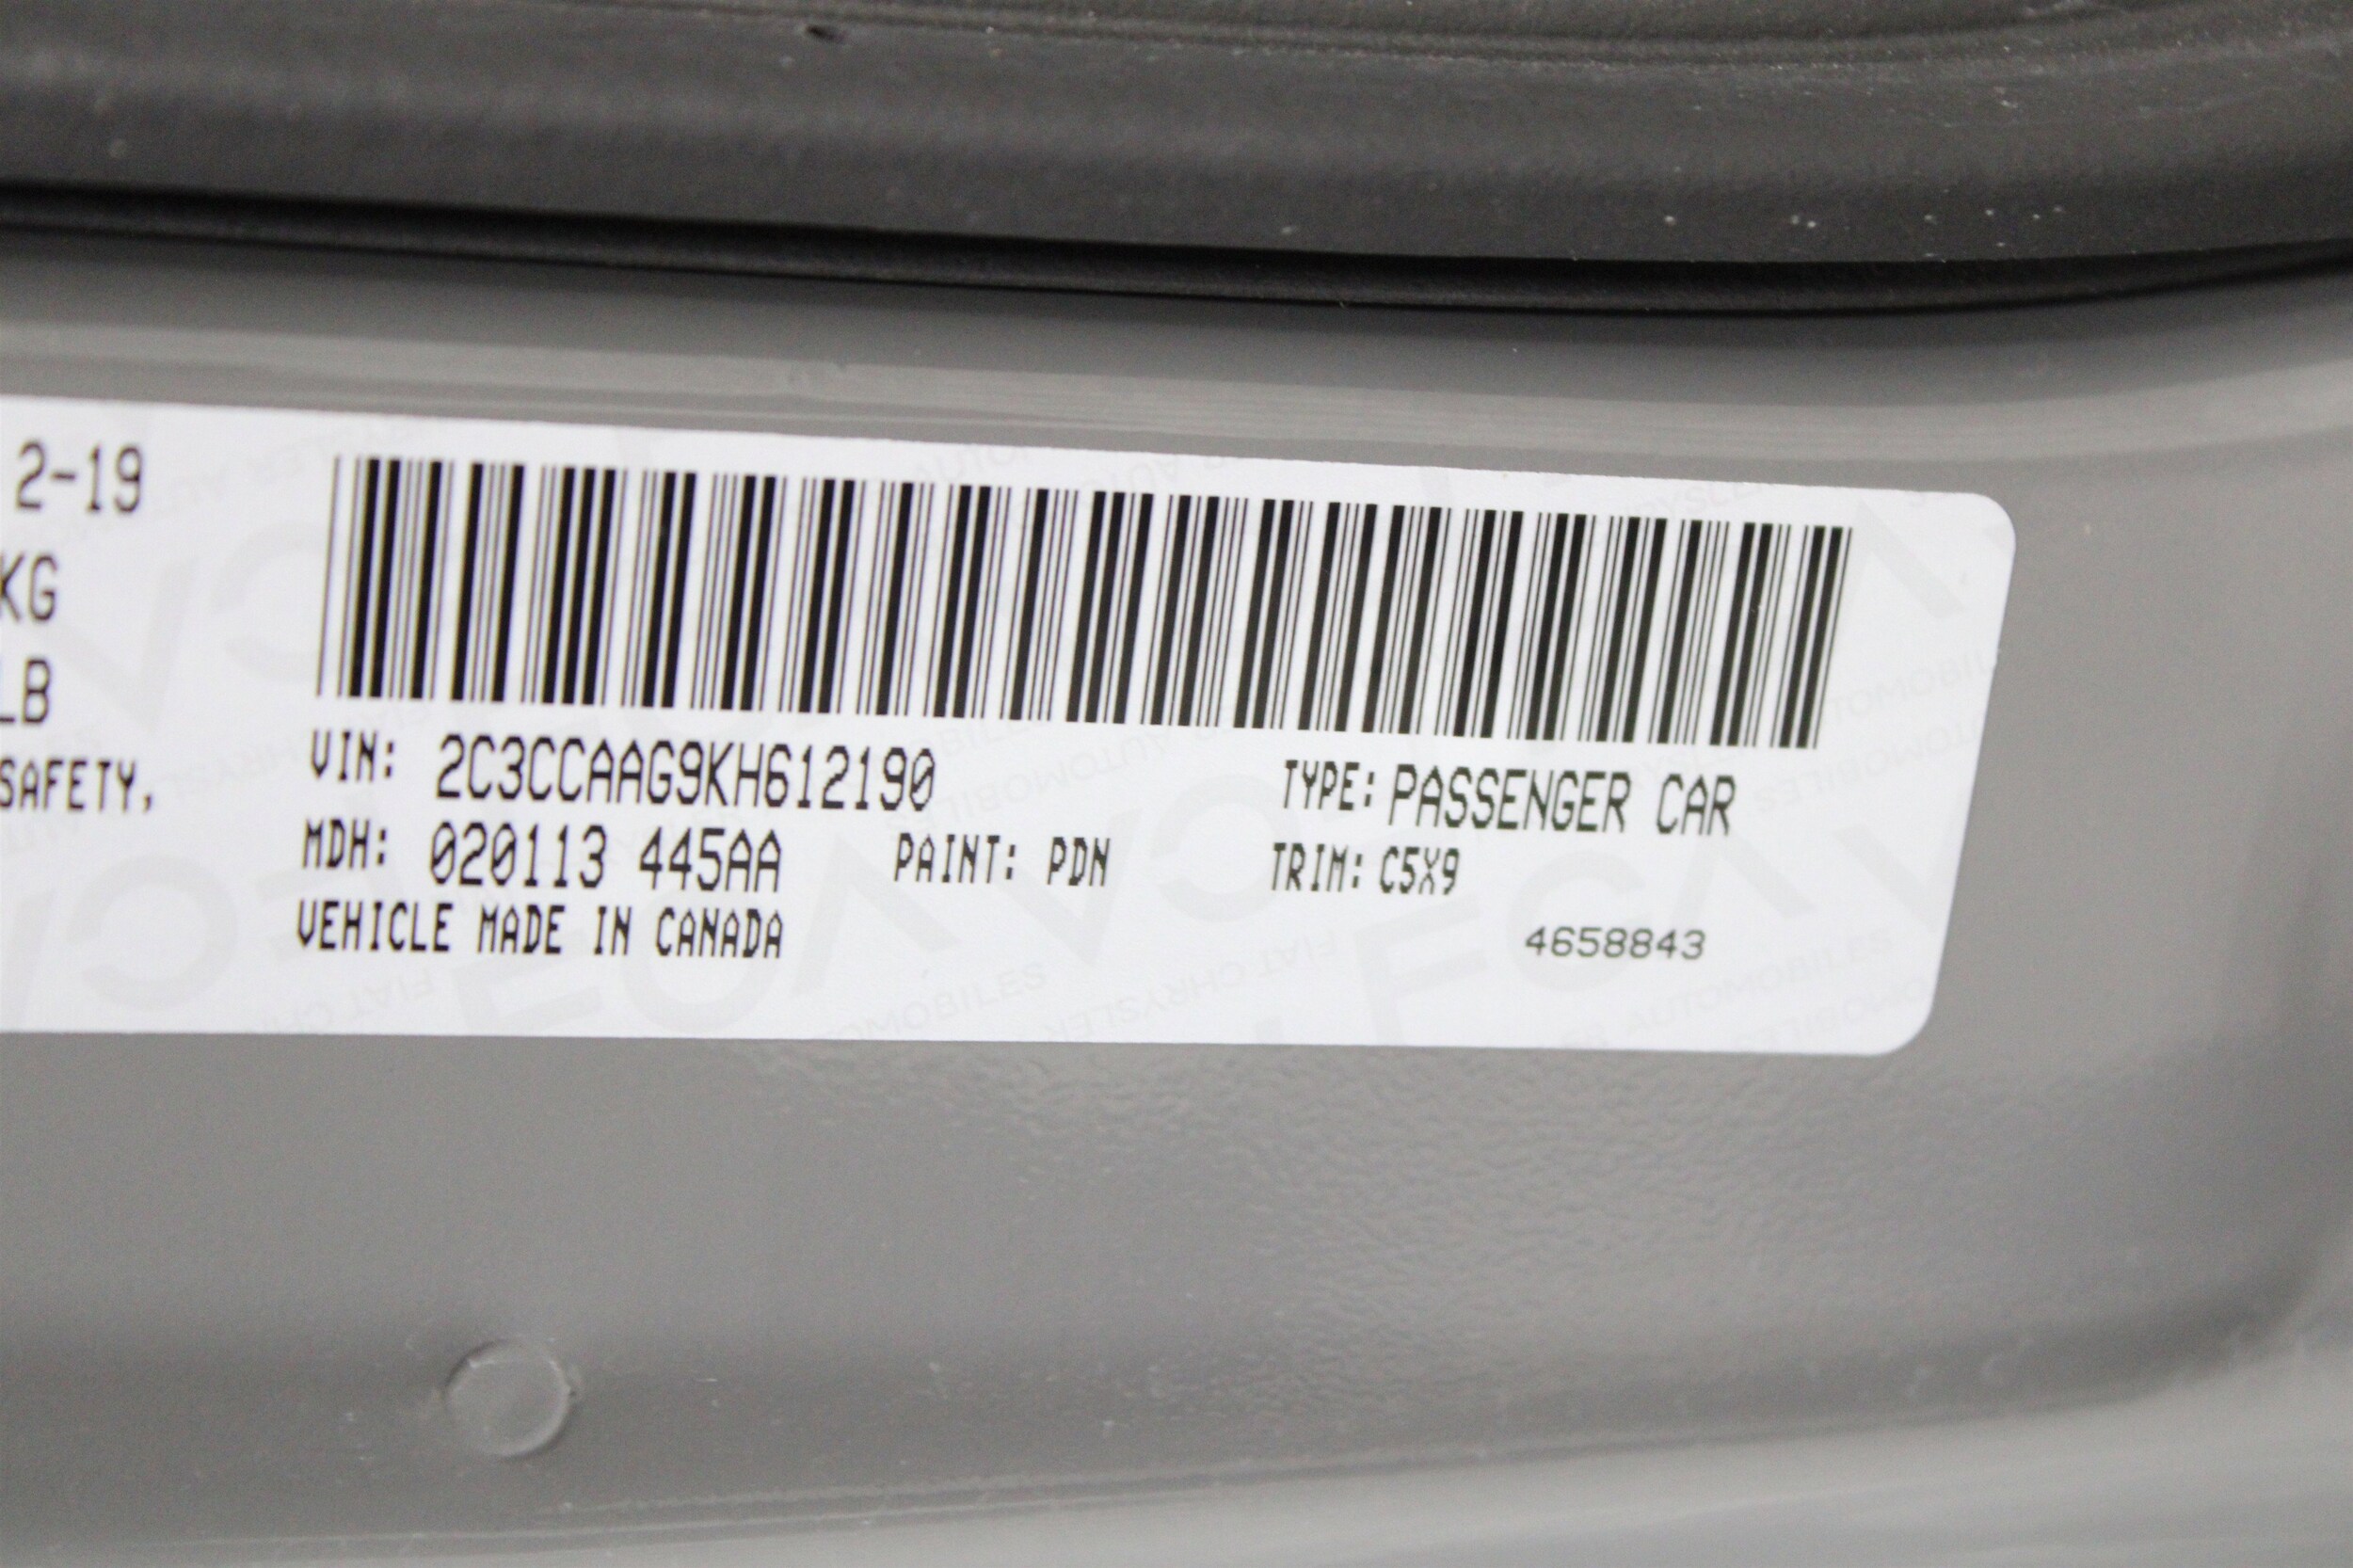 2-19
KG
LB
SAFETY,
VIN: 2C3CCAAG9KH612190
TYPE: PASSENGER CAR
MDH: 020113 445AA
PAINT: PDN
TRIM: C5X9
VEHICLE MADE IN CANADA
4658843